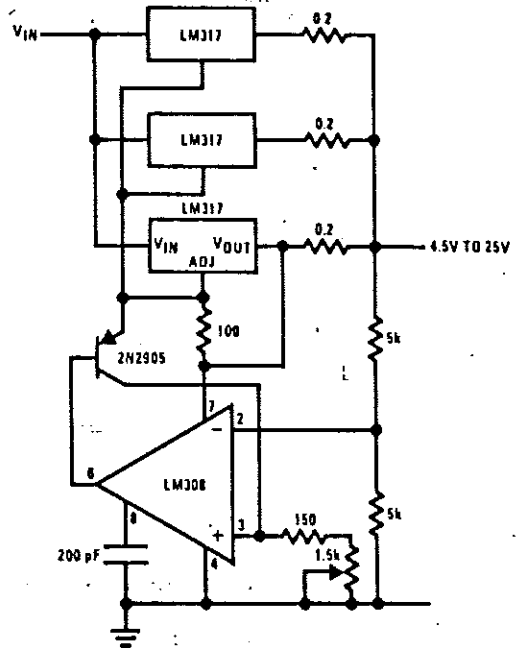 VIN
LM317
0.2
LM317
0.2
LM317
VIN
VOUT
ADJ
0.2
4.5V TO 25V
100
5k
2N2905
7
2
−
6
LM308
8
+
3
150
5k
200 pF
4
1.5k